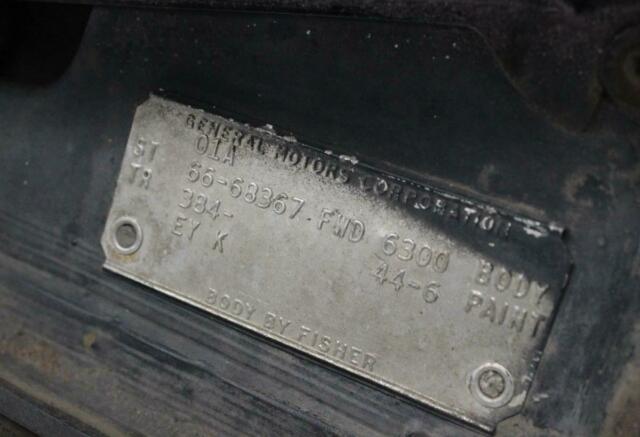 GENERAL MOTORS CORPORATION
01A
ST 66-68367 FWD 6300 BODY
TR 384- 44-6 PAINT
EY K
BODY BY FISHER